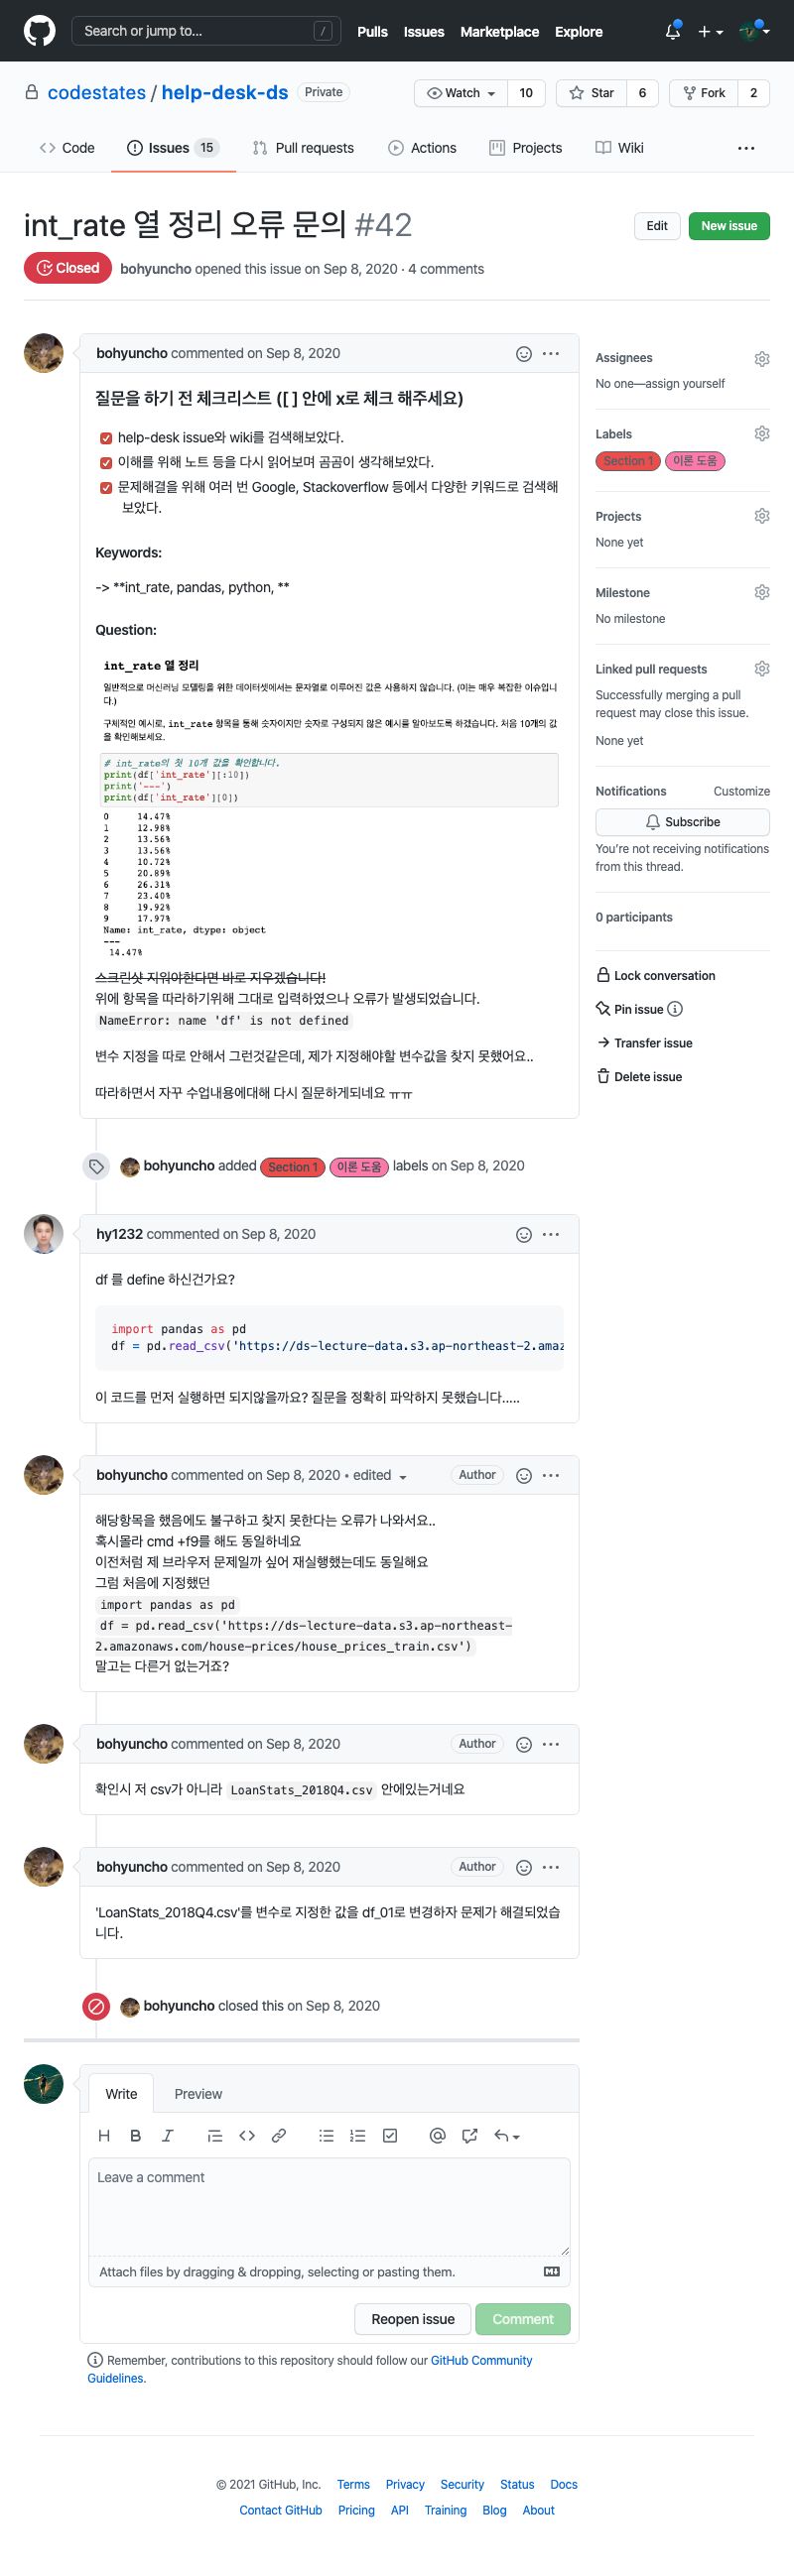 Search or jump to...
/
Pulls
Issues
Marketplace
Explore
codestates / help-desk-ds
Private
Watch
10
Star
6
Fork
2
Code
Issues 15
Pull requests
Actions
Projects
Wiki
int_rate 열 정리 오류 문의 #42
Edit
New issue
Closed
bohyuncho opened this issue on Sep 8, 2020 · 4 comments
bohyuncho commented on Sep 8, 2020
질문을 하기 전 체크리스트 ([ ] 안에 x로 체크 해주세요)
help-desk issue와 wiki를 검색해보았다.
이해를 위해 노트 등을 다시 읽어보며 곰곰이 생각해보았다.
문제해결을 위해 여러 번 Google, Stackoverflow 등에서 다양한 키워드로 검색해
보았다.
Keywords:
-> **int_rate, pandas, python, **
Question:
int_rate 열 정리
일반적으로 머신러닝 모델링을 위한 데이터셋에서는 문자열로 이루어진 값은 사용하지 않습니다. (이는 매우 복잡한 이슈입니
다.)
구체적인 예시로, int_rate 항목을 통해 숫자이지만 숫자로 구성되지 않은 예시를 알아보도록 하겠습니다. 처음 10개의 값
을 확인해보세요.
# int_rate의 첫 10개 값을 확인합니다.
print(df['int_rate'][:10])
print('---')
print(df['int_rate'][0])
0 14.47%
1 12.98%
2 13.56%
3 13.56%
4 10.72%
5 20.89%
6 26.31%
7 23.40%
8 19.92%
9 17.97%
Name: int_rate, dtype: object
---
14.47%
스크린샷 지워야한다면 바로 지우겠습니다!
위에 항목을 따라하기위해 그대로 입력하였으나 오류가 발생되었습니다.
NameError: name 'df' is not defined
변수 지정을 따로 안해서 그런것같은데, 제가 지정해야할 변수값을 찾지 못했어요..
따라하면서 자꾸 수업내용에대해 다시 질문하게되네요 ㅠㅠ
Assignees
No one—assign yourself
Labels
Section 1
이론 도움
Projects
None yet
Milestone
No milestone
Linked pull requests
Successfully merging a pull
request may close this issue.
None yet
Notifications
Customize
Subscribe
You're not receiving notifications
from this thread.
0 participants
Lock conversation
Pin issue
Transfer issue
Delete issue
bohyuncho added Section 1 이론 도움 labels on Sep 8, 2020
hy1232 commented on Sep 8, 2020
df 를 define 하신건가요?
import pandas as pd
df = pd.read_csv('https://ds-lecture-data.s3.ap-northeast-2.amaz
이 코드를 먼저 실행하면 되지않을까요? 질문을 정확히 파악하지 못했습니다.....
bohyuncho commented on Sep 8, 2020 • edited
Author
해당항목을 했음에도 불구하고 찾지 못한다는 오류가 나와서요..
혹시몰라 cmd +f9를 해도 동일하네요
이전처럼 제 브라우저 문제일까 싶어 재실행했는데도 동일해요
그럼 처음에 지정했던
import pandas as pd
df = pd.read_csv('https://ds-lecture-data.s3.ap-northeast-
2.amazonaws.com/house-prices/house_prices_train.csv')
말고는 다른거 없는거죠?
bohyuncho commented on Sep 8, 2020
Author
확인시 저 csv가 아니라 LoanStats_2018Q4.csv 안에있는거네요
bohyuncho commented on Sep 8, 2020
Author
'LoanStats_2018Q4.csv'를 변수로 지정한 값을 df_01로 변경하자 문제가 해결되었습
니다.
bohyuncho closed this on Sep 8, 2020
Write
Preview
Leave a comment
Attach files by dragging & dropping, selecting or pasting them.
Reopen issue
Comment
Remember, contributions to this repository should follow our GitHub Community
Guidelines.
© 2021 GitHub, Inc.
Terms
Privacy
Security
Status
Docs
Contact GitHub
Pricing
API
Training
Blog
About